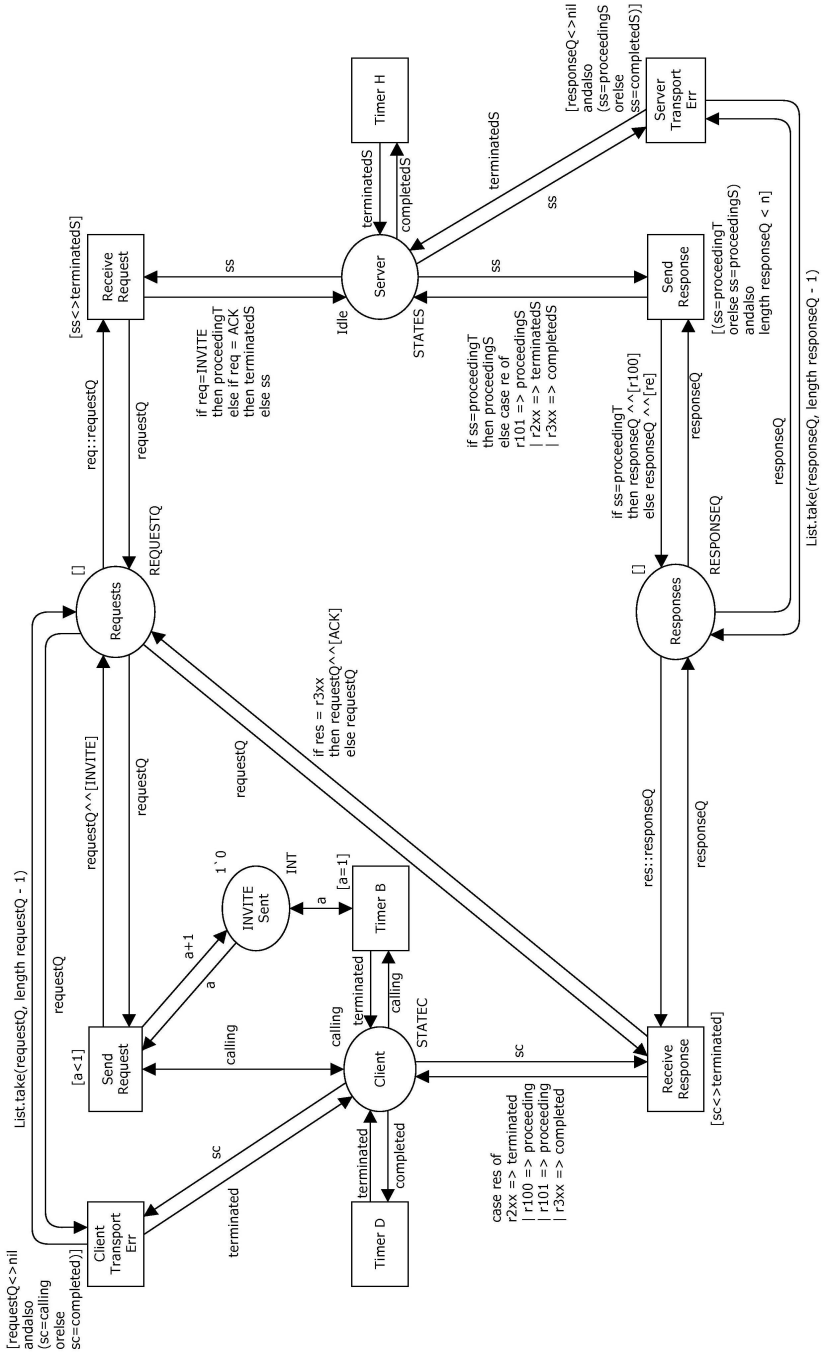 [requestQ<>nil
andalso
(sc=calling
orelse
sc=completed)]
Client
Transport
Err
List.take(requestQ, length requestQ - 1)
requestQ
[a<1]
Send
Request
requestQ^^[INVITE]
requestQ
Requests
[]
REQUESTQ
req::requestQ
requestQ
[ss<>terminatedS]
Receive
Request
sc
terminated
calling
a+1
a
INVITE
Sent
1`0
INT
a
[a=1]
Timer B
terminated
calling
calling
Client
STATEC
terminated
completed
Timer D
requestQ
if res = r3xx
then requestQ^^[ACK]
else requestQ
if req=INVITE
then proceedingT
else if req = ACK
then terminatedS
else ss
ss
Idle
Server
STATES
terminatedS
completedS
Timer H
case res of
r2xx => terminated
| r100 => proceeding
| r101 => proceeding
| r3xx => completed
sc
if ss=proceedingT
then proceedingS
else case re of
r101 => proceedingS
| r2xx => terminatedS
| r3xx => completedS
ss
terminatedS
ss
[responseQ<>nil
andalso
(ss=proceedingS
orelse
ss=completedS)]
Server
Transport
Err
Receive
Response
[sc<>terminated]
res::responseQ
responseQ
Responses
[]
RESPONSEQ
if ss=proceedingT
then responseQ ^^[r100]
else responseQ ^^[re]
responseQ
Send
Response
[(ss=proceedingT
orelse ss=proceedingS)
andalso
length responseQ < n]
responseQ
List.take(responseQ, length responseQ - 1)